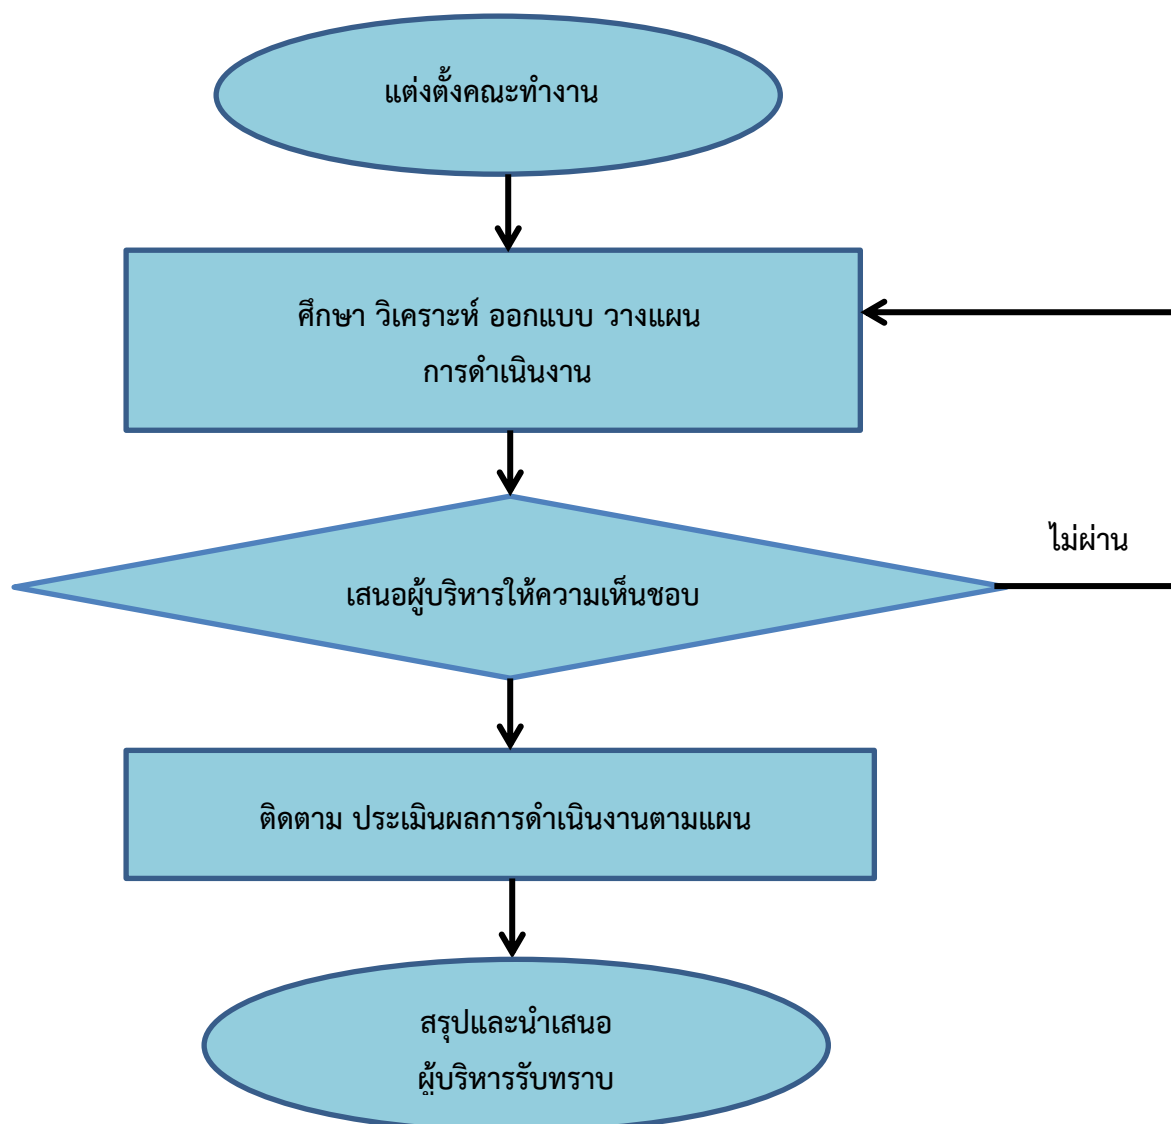 แต่งตั้งคณะทำงาน
ศึกษา วิเคราะห์ ออกแบบ วางแผน
การดำเนินงาน
ไม่ผ่าน
เสนอผู้บริหารให้ความเห็นชอบ
ติดตาม ประเมินผลการดำเนินงานตามแผน
สรุปและนำเสนอ
ผู้บริหารรับทราบ